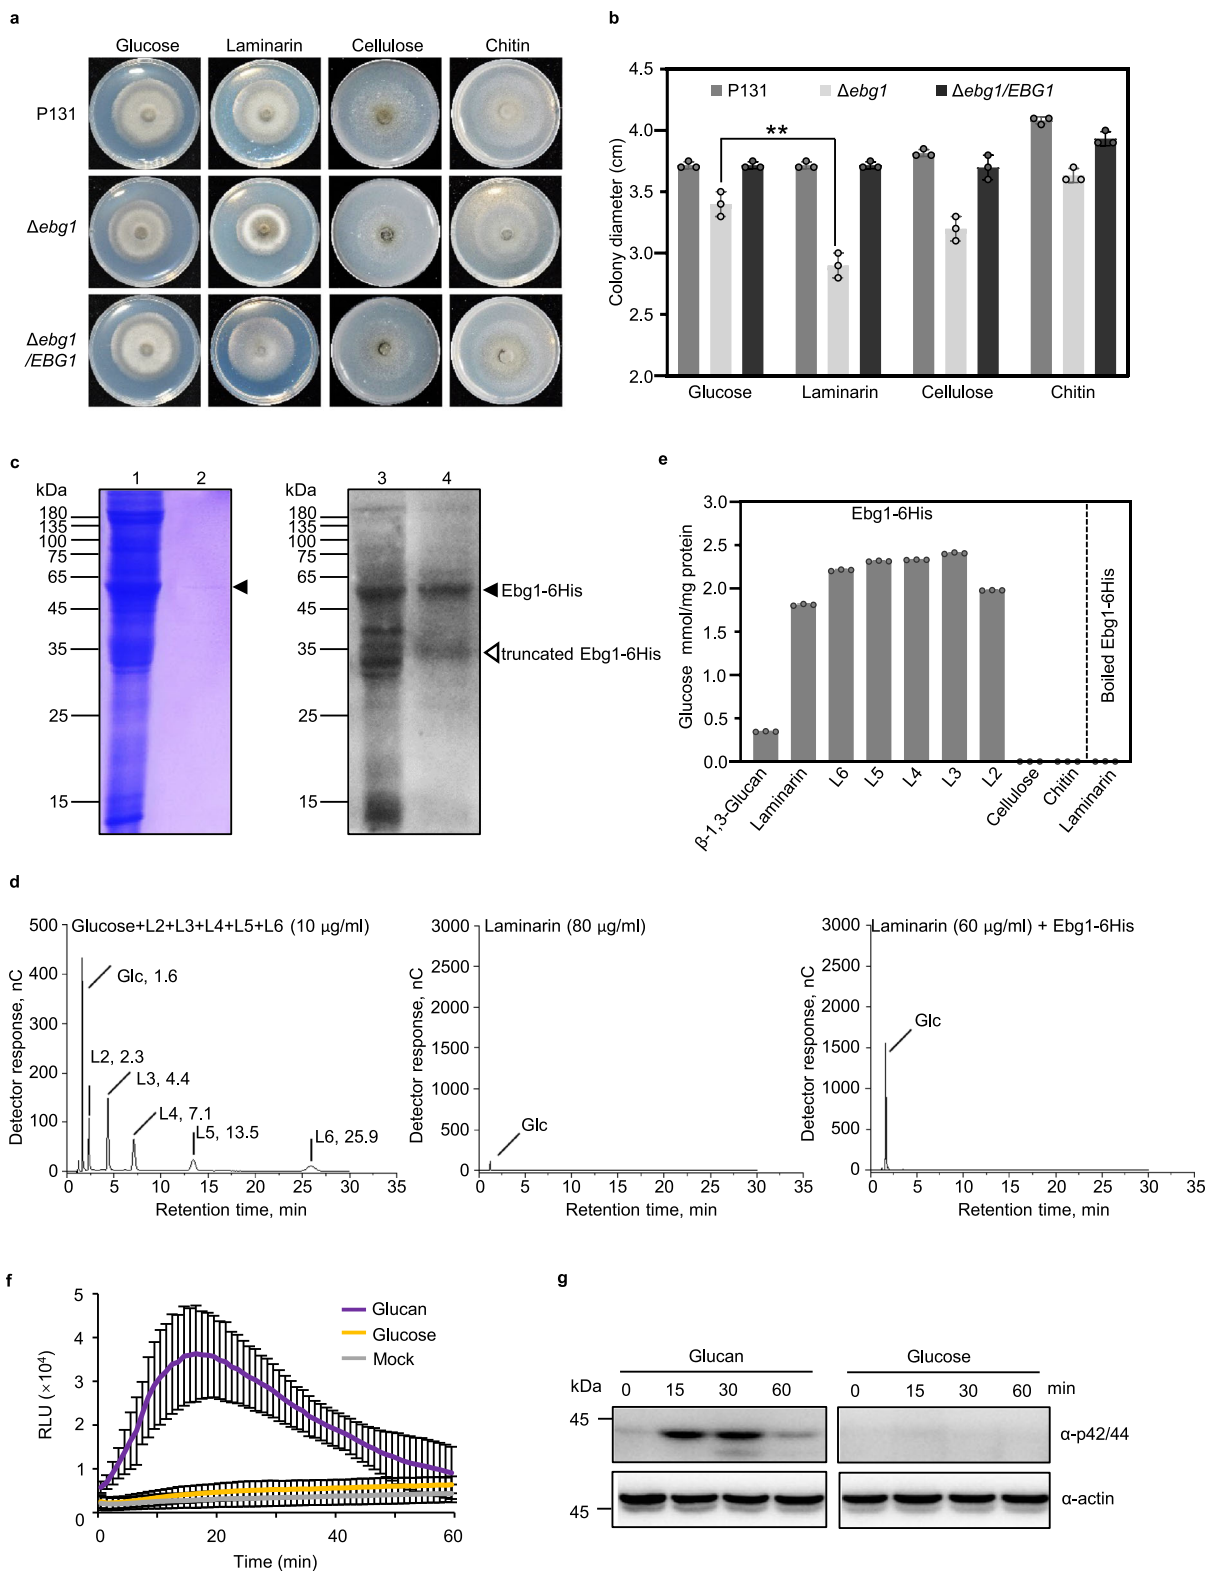 a
Glucose Laminarin Cellulose Chitin
P131
Δebg1
Δebg1
/EBG1
b
4.5
4.0
3.5
3.0
2.5
2.0
Colony diameter (cm)
P131 Δebg1 Δebg1/EBG1
**
Glucose Laminarin Cellulose Chitin
c
1 2
kDa
180
135
100
75
65
45
35
25
15
3 4
kDa
180
135
100
75
65
45
35
25
15
Ebg1-6His
truncated Ebg1-6His
e
Glucose mmol/mg protein
3.0
2.5
2.0
1.5
1.0
0.5
0.0
Ebg1-6His
Boiled Ebg1-6His
β-1,3-Glucan
Laminarin
L6
L5
L4
L3
L2
Cellulose
Chitin
Laminarin
d
Glucose+L2+L3+L4+L5+L6 (10 μg/ml)
Detector response, nC
500
400
300
200
100
0
Glc, 1.6
L2, 2.3
L3, 4.4
L4, 7.1
L5, 13.5
L6, 25.9
0 5 10 15 20 25 30 35
Retention time, min
Laminarin (80 μg/ml)
Detector response, nC
3000
2500
2000
1500
1000
500
0
Glc
0 5 10 15 20 25 30 35
Retention time, min
Laminarin (60 μg/ml) + Ebg1-6His
Detector response, nC
3000
2500
2000
1500
1000
500
0
Glc
0 5 10 15 20 25 30 35
Retention time, min
f
RLU (×10⁴)
5
4
3
2
1
0
Glucan
Glucose
Mock
0 20 40 60
Time (min)
g
Glucan Glucose
kDa 0 15 30 60 0 15 30 60 min
45
α-p42/44
45
α-actin